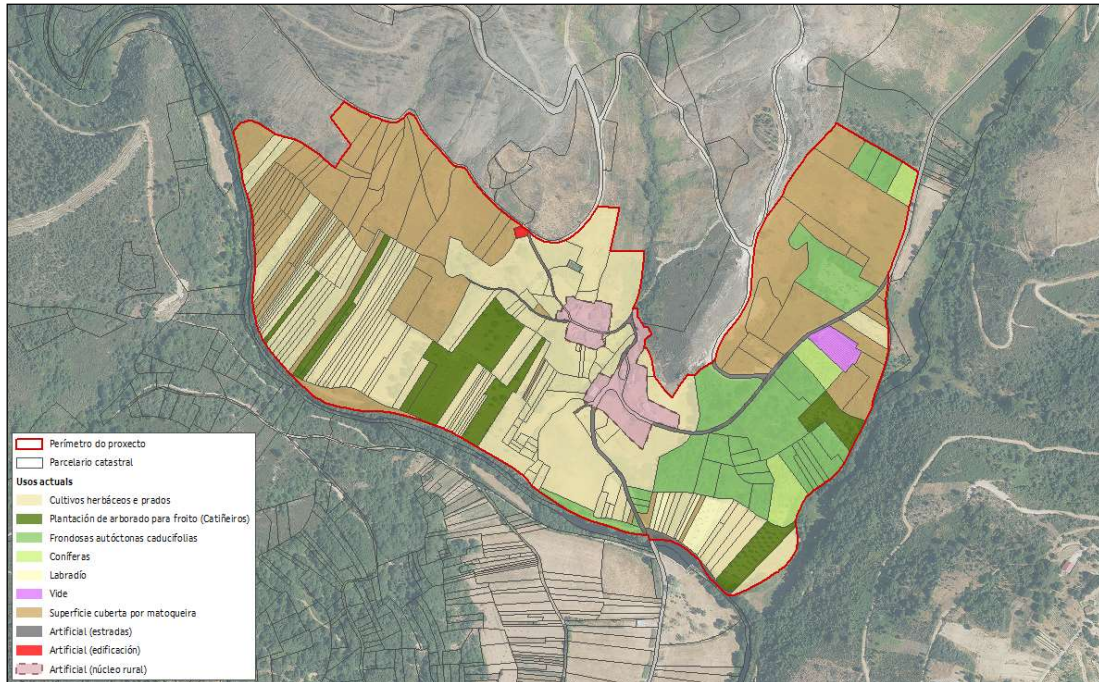 Perímetro do proxecto
Parcelario catastral
Usos actuals
Cultivos herbáceos e prados
Plantación de arborado para froito (Catiñeiros)
Frondosas autóctonas caducifolias
Coníferas
Labradío
Vide
Superficie cuberta por matoqueira
Artificial (estradas)
Artificial (edificación)
Artificial (núcleo rural)